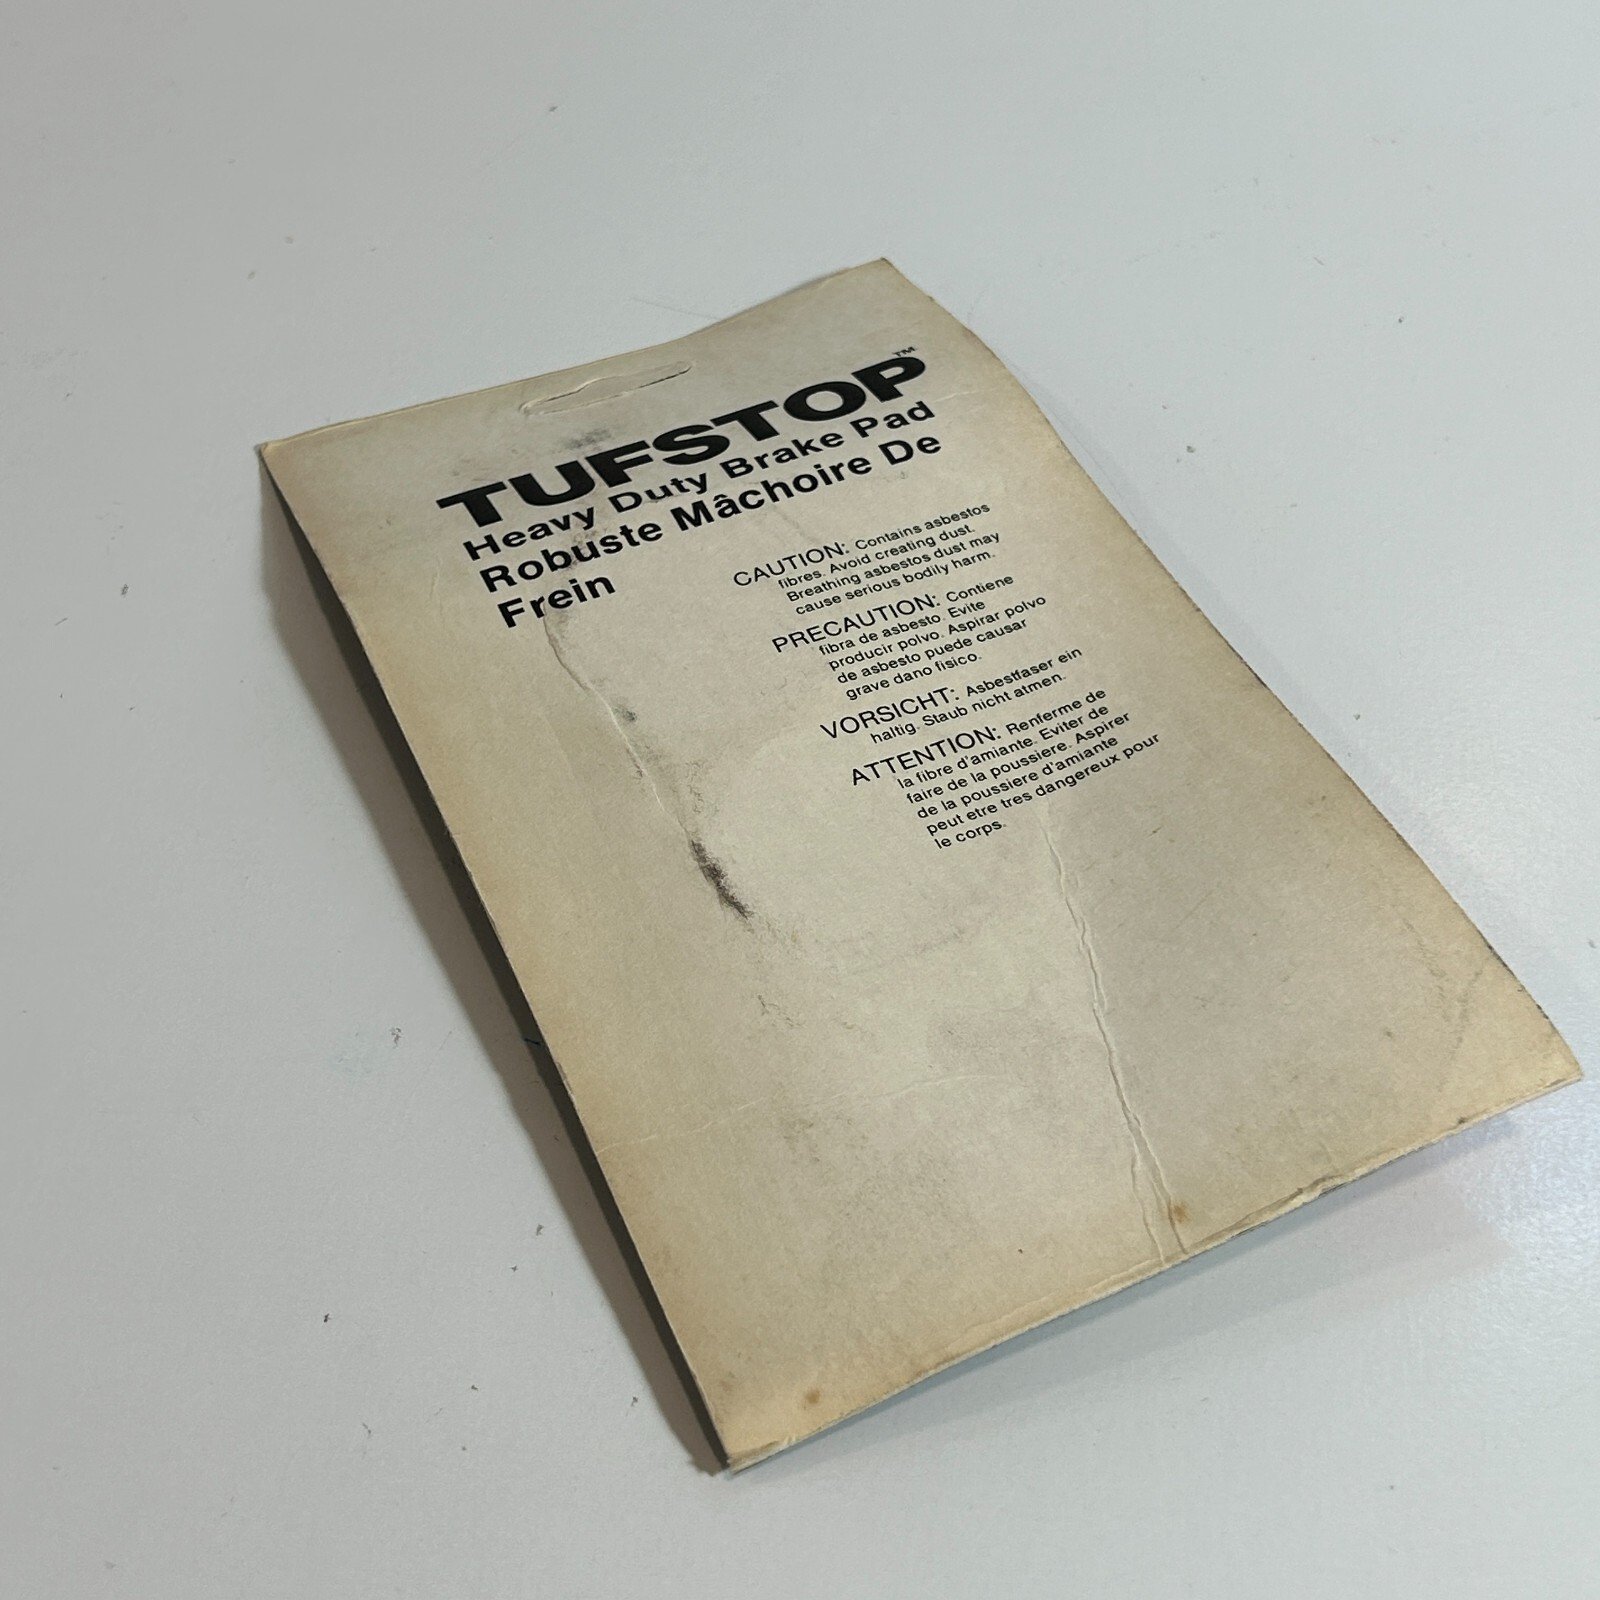 TUFSTOP™
Heavy Duty Brake Pad
Robuste Mâchoire De
Frein
CAUTION: Contains asbestos
fibres. Avoid creating dust.
Breathing asbestos dust may
cause serious bodily harm.
PRECAUTION: Contiene
fibra de asbesto. Evite
producir polvo. Aspirar polvo
de asbesto puede causar
grave dano fisico.
VORSICHT: Asbestfaser ein
haltig. Staub nicht atmen.
ATTENTION: Renferme de
la fibre d'amiante. Eviter de
faire de la poussiere. Aspirer
de la poussiere d'amiante
peut etre tres dangereux pour
le corps.